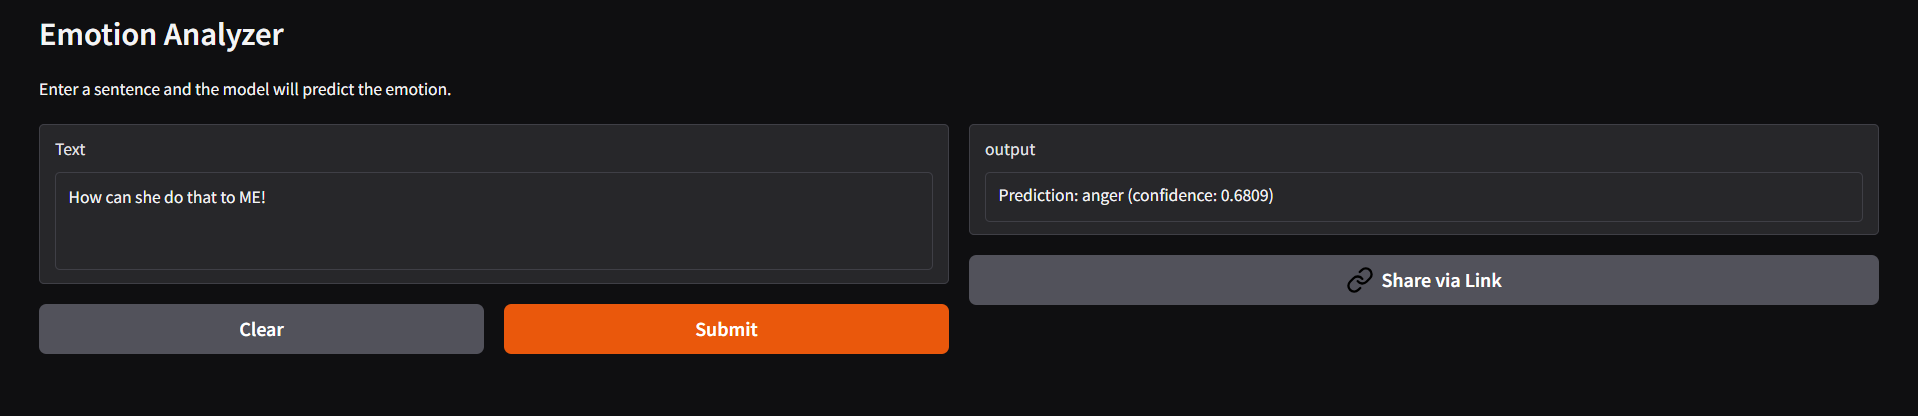 Emotion Analyzer
Enter a sentence and the model will predict the emotion.
Text
How can she do that to ME!
Clear
Submit
output
Prediction: anger (confidence: 0.6809)
Share via Link